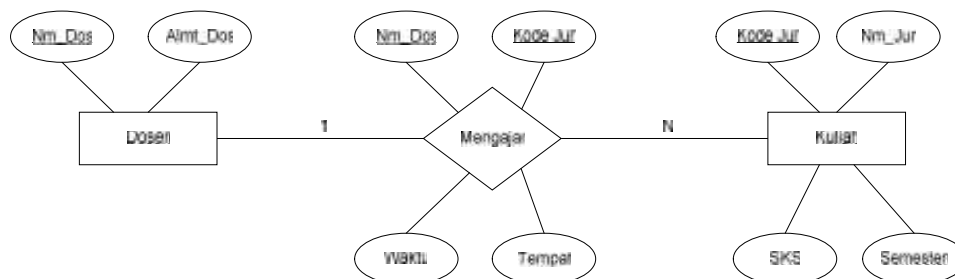 Nm_Dos
Almt_Dos
Nm_Dos
Kode Jur
Kode Jur
Nm_Jur
Dosen
1
Mengajar
N
Kuliah
Waktu
Tempat
SKS
Semester